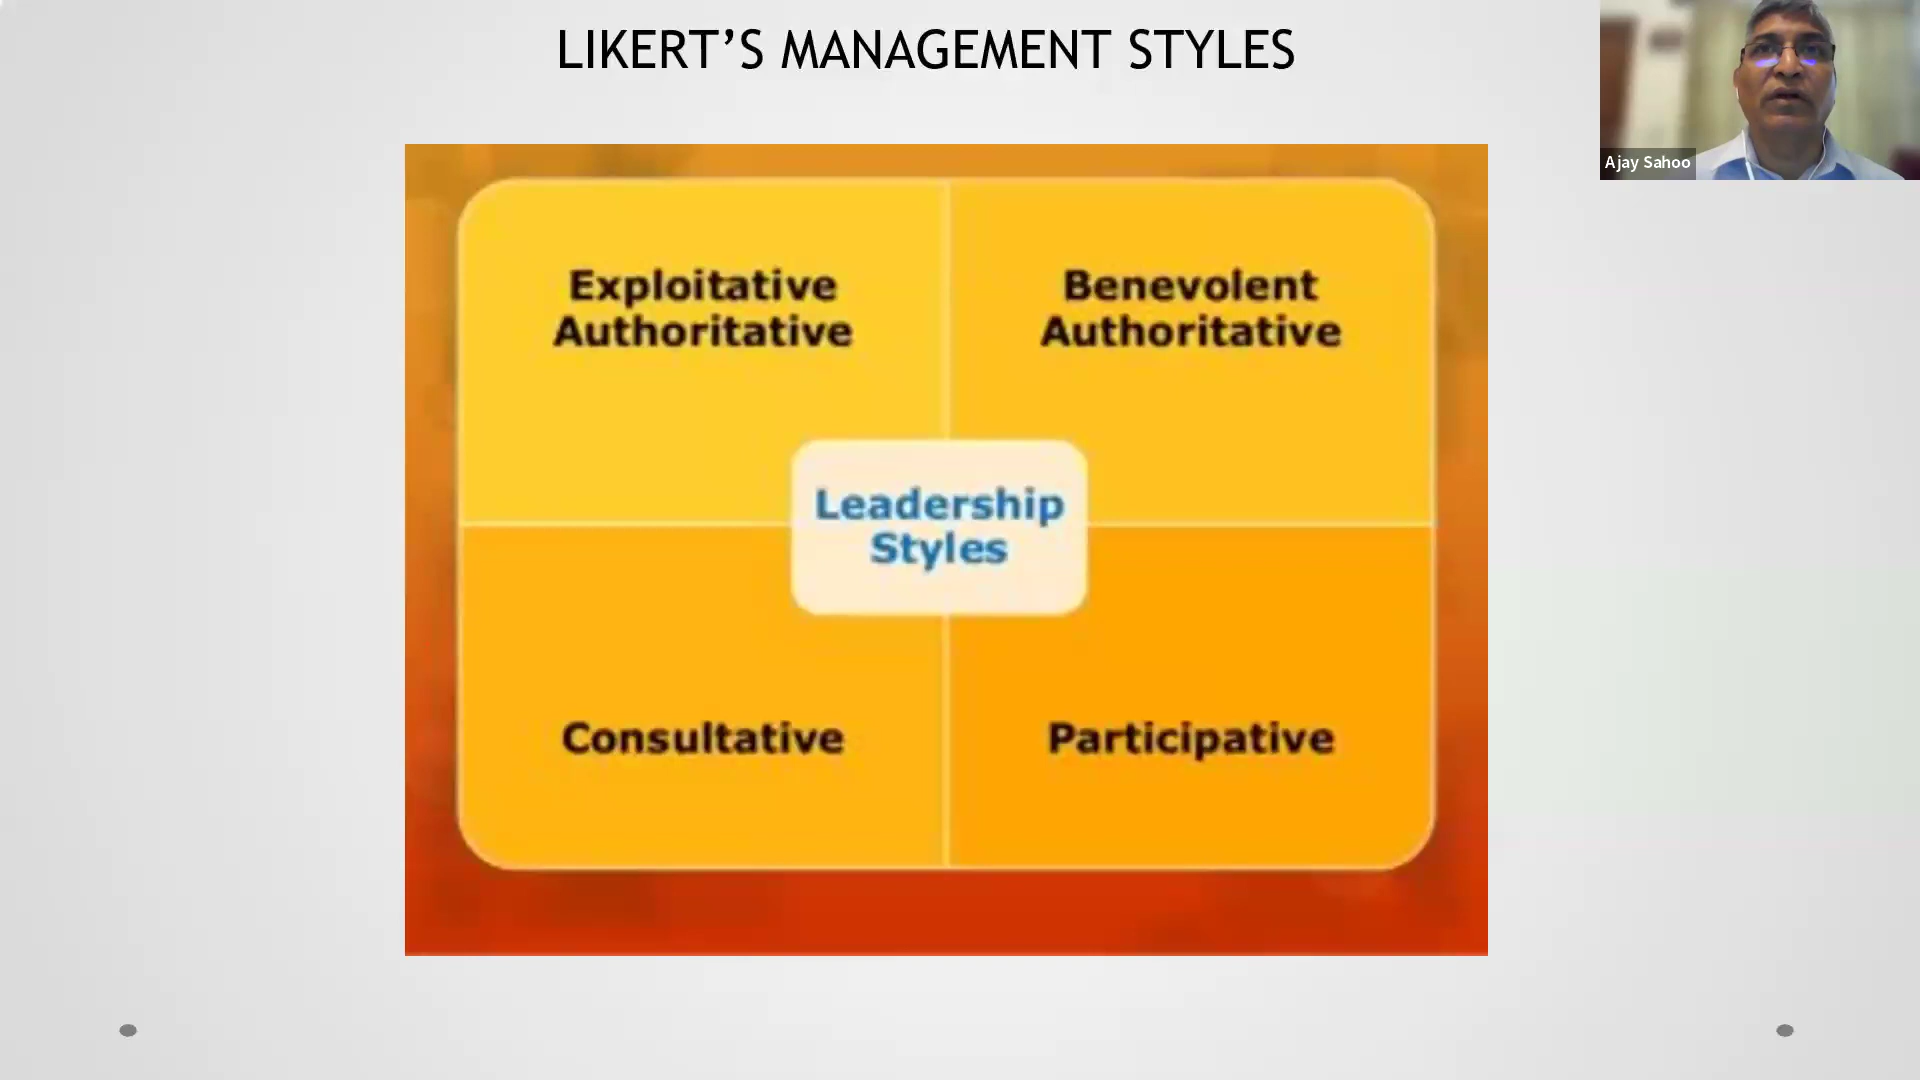 LIKERT’S MANAGEMENT STYLES
Ajay Sahoo
Exploitative
Authoritative
Benevolent
Authoritative
Leadership
Styles
Consultative
Participative